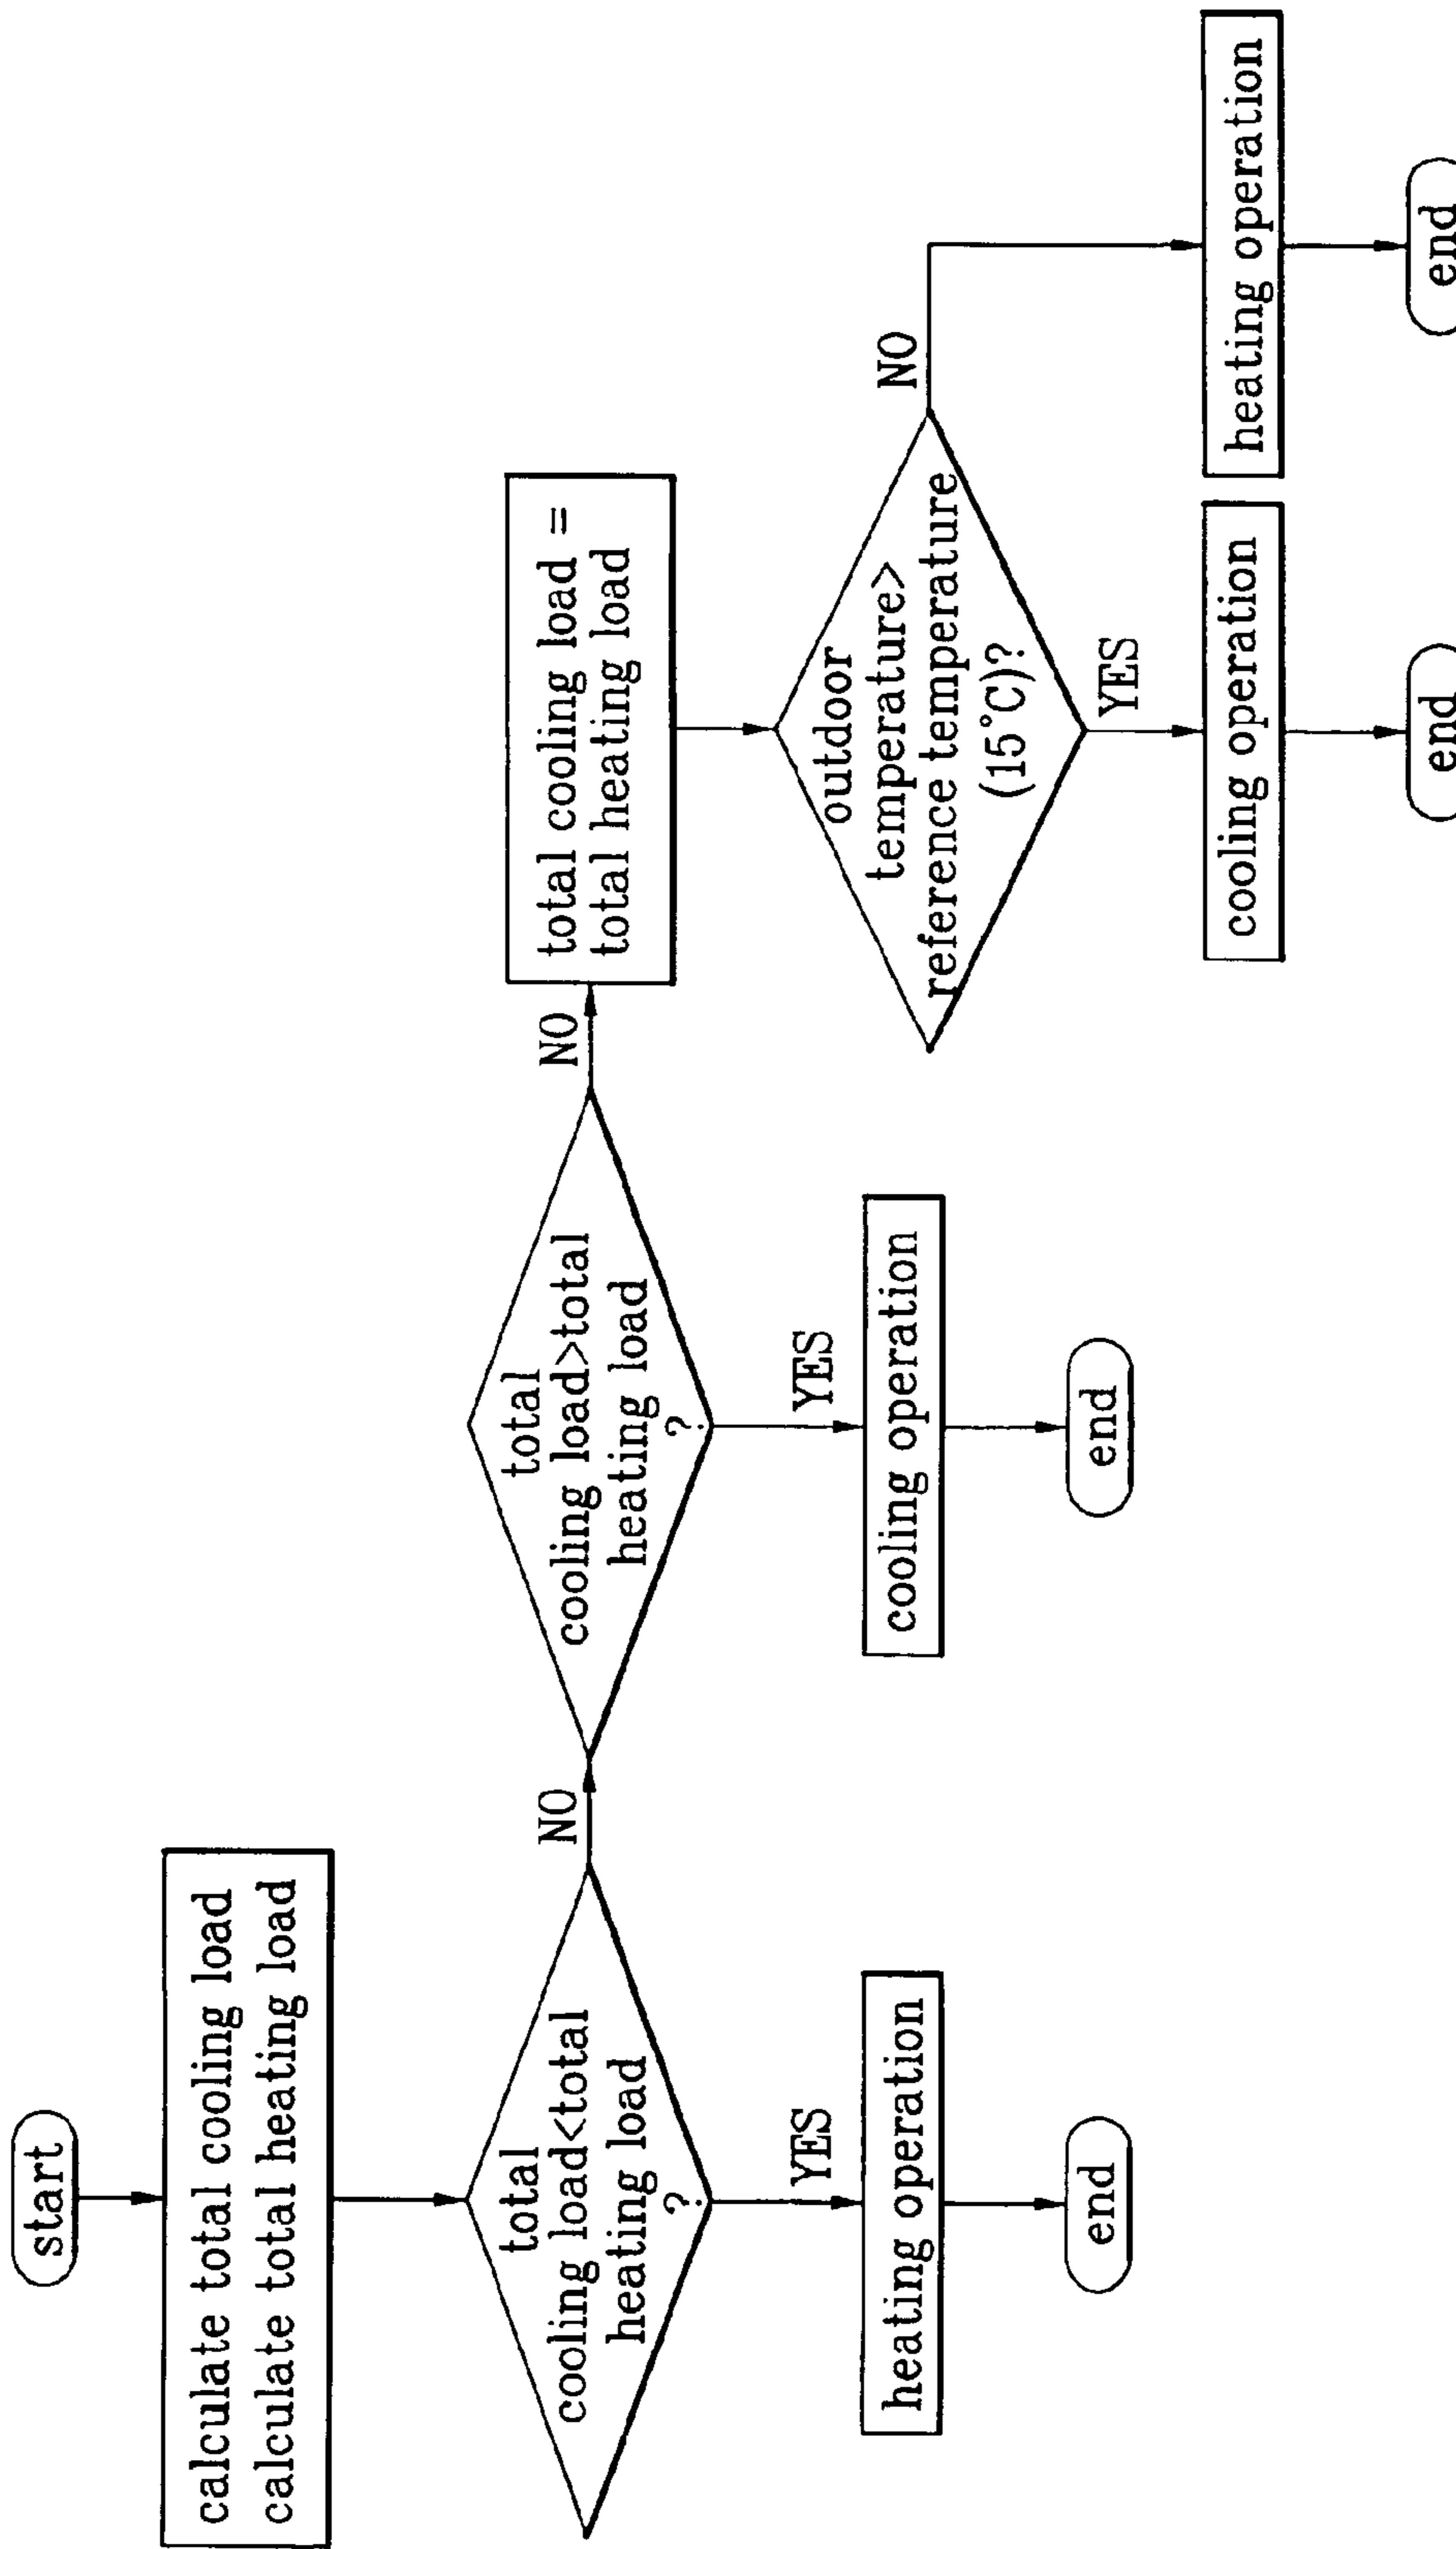 start
calculate total cooling load
calculate total heating load
total
cooling load<total
heating load
?
NO
YES
heating operation
end
total
cooling load>total
heating load
?
NO
YES
cooling operation
end
total cooling load =
total heating load
outdoor
temperature>
reference temperature
(15°C)?
NO
YES
cooling operation
end
heating operation
end